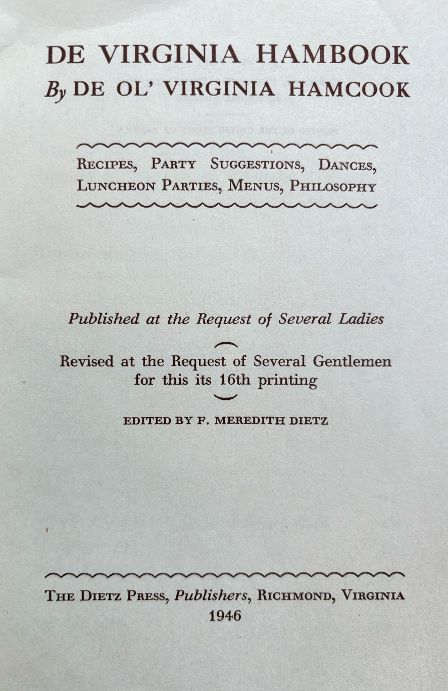 DE VIRGINIA HAMBOOK
By DE OL' VIRGINIA HAMCOOK
RECIPES, PARTY SUGGESTIONS, DANCES,
LUNCHEON PARTIES, MENUS, PHILOSOPHY
Published at the Request of Several Ladies
Revised at the Request of Several Gentlemen
for this its 16th printing
EDITED BY F. MEREDITH DIETZ
THE DIETZ PRESS, Publishers, RICHMOND, VIRGINIA
1946